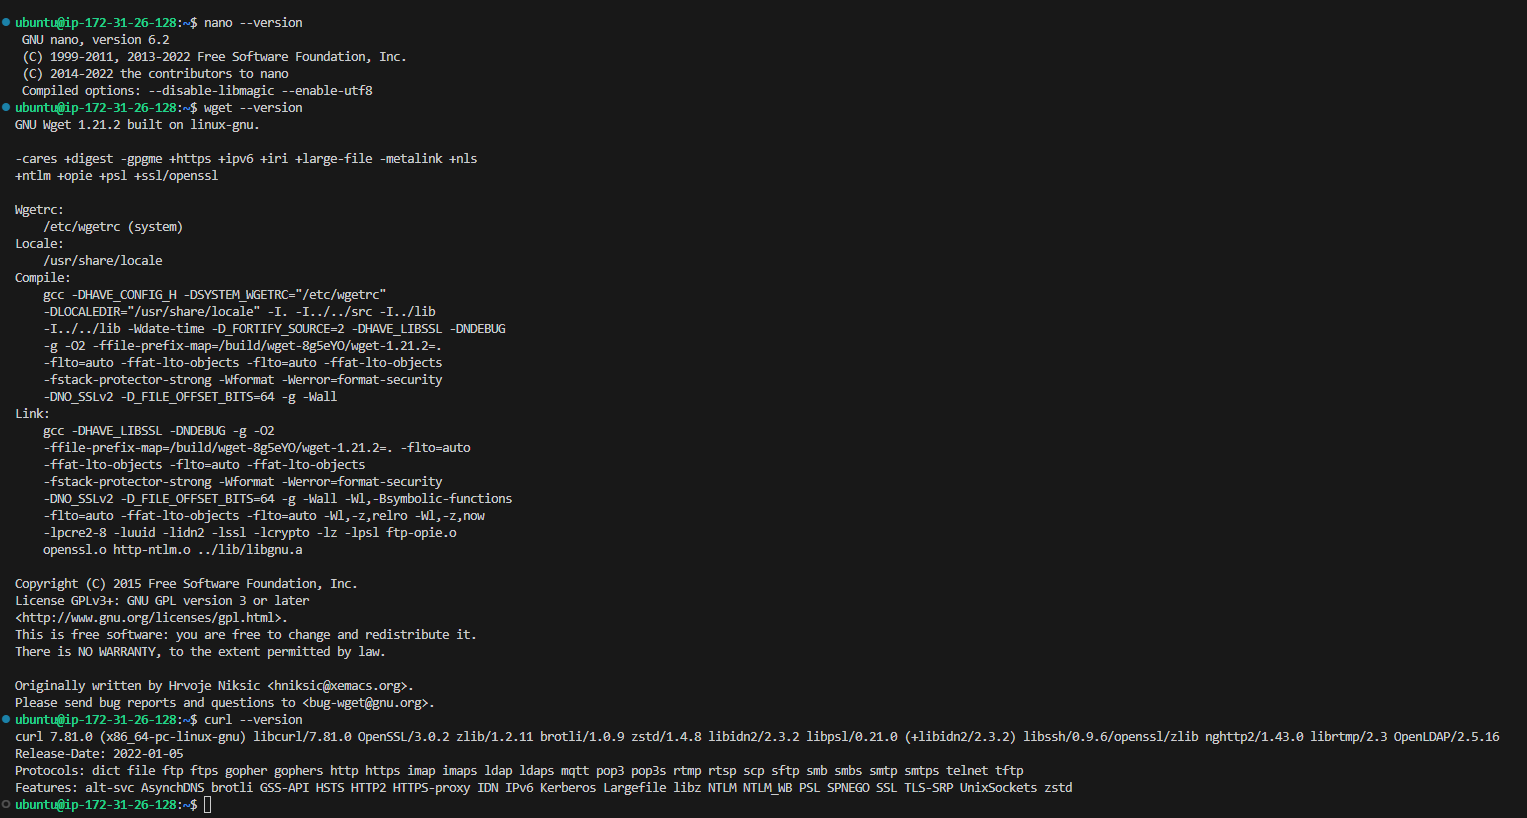 ubuntu@ip-172-31-26-128:~$ nano --version
GNU nano, version 6.2
(C) 1999-2011, 2013-2022 Free Software Foundation, Inc.
(C) 2014-2022 the contributors to nano
Compiled options: --disable-libmagic --enable-utf8
ubuntu@ip-172-31-26-128:~$ wget --version
GNU Wget 1.21.2 built on linux-gnu.

-cares +digest -gpgme +https +ipv6 +iri +large-file -metalink +nls
+ntlm +opie +psl +ssl/openssl

Wgetrc:
    /etc/wgetrc (system)
Locale:
    /usr/share/locale
Compile:
    gcc -DHAVE_CONFIG_H -DSYSTEM_WGETRC="/etc/wgetrc"
    -DLOCALEDIR="/usr/share/locale" -I. -I../../src -I../lib
    -I../../lib -Wdate-time -D_FORTIFY_SOURCE=2 -DHAVE_LIBSSL -DNDEBUG
    -g -O2 -ffile-prefix-map=/build/wget-8g5eYO/wget-1.21.2=.
    -flto=auto -ffat-lto-objects -flto=auto -ffat-lto-objects
    -fstack-protector-strong -Wformat -Werror=format-security
    -DNO_SSLv2 -D_FILE_OFFSET_BITS=64 -g -Wall
Link:
    gcc -DHAVE_LIBSSL -DNDEBUG -g -O2
    -ffile-prefix-map=/build/wget-8g5eYO/wget-1.21.2=. -flto=auto
    -ffat-lto-objects -flto=auto -ffat-lto-objects
    -fstack-protector-strong -Wformat -Werror=format-security
    -DNO_SSLv2 -D_FILE_OFFSET_BITS=64 -g -Wall -Wl,-Bsymbolic-functions
    -flto=auto -ffat-lto-objects -flto=auto -Wl,-z,relro -Wl,-z,now
    -lpcre2-8 -luuid -lidn2 -lssl -lcrypto -lz -lpsl ftp-opie.o
    openssl.o http-ntlm.o ../lib/libgnu.a

Copyright (C) 2015 Free Software Foundation, Inc.
License GPLv3+: GNU GPL version 3 or later
<http://www.gnu.org/licenses/gpl.html>.
This is free software: you are free to change and redistribute it.
There is NO WARRANTY, to the extent permitted by law.

Originally written by Hrvoje Niksic <hniksic@xemacs.org>.
Please send bug reports and questions to <bug-wget@gnu.org>.
ubuntu@ip-172-31-26-128:~$ curl --version
curl 7.81.0 (x86_64-pc-linux-gnu) libcurl/7.81.0 OpenSSL/3.0.2 zlib/1.2.11 brotli/1.0.9 zstd/1.4.8 libidn2/2.3.2 libpsl/0.21.0 (+libidn2/2.3.2) libssh/0.9.6/openssl/zlib nghttp2/1.43.0 librtmp/2.3 OpenLDAP/2.5.16
Release-Date: 2022-01-05
Protocols: dict file ftp ftps gopher gophers http https imap imaps ldap ldaps mqtt pop3 pop3s rtmp rtsp scp sftp smb smbs smtp smtps telnet tftp
Features: alt-svc AsynchDNS brotli GSS-API HSTS HTTP2 HTTPS-proxy IDN IPv6 Kerberos Largefile libz NTLM NTLM_WB PSL SPNEGO SSL TLS-SRP UnixSockets zstd
ubuntu@ip-172-31-26-128:~$